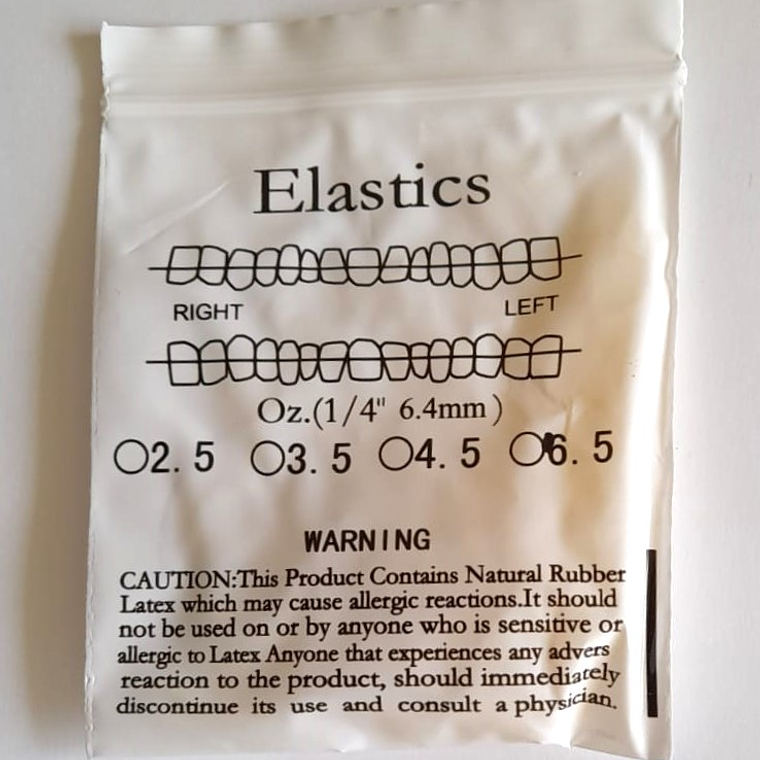 Elastics
RIGHT LEFT
Oz.(1/4" 6.4mm)
2.5 3.5 4.5 6.5
WARNING
CAUTION:This Product Contains Natural Rubber
Latex which may cause allergic reactions.It should
not be used on or by anyone who is sensitive or
allergic to Latex Anyone that experiences any advers
reaction to the product, should immediately
discontinue its use and consult a physician.